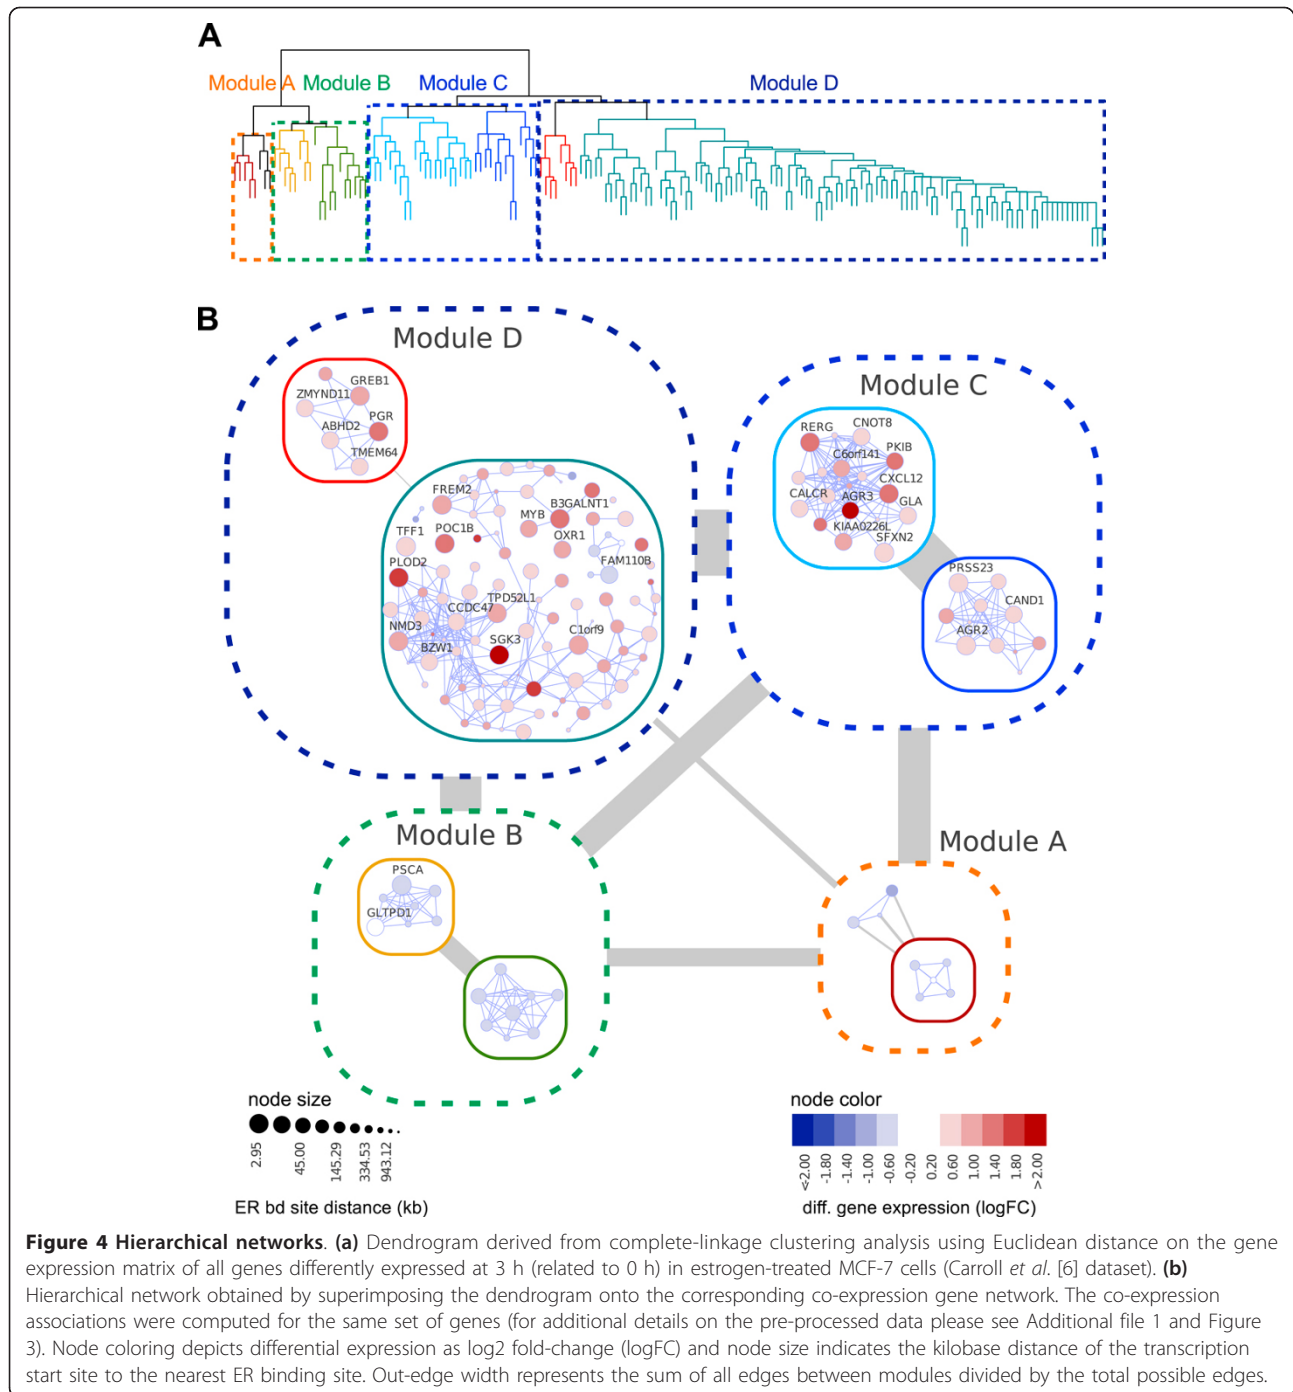 A
Module A
Module B
Module C
Module D
B
Module D
Module C
GREB1
ZMYND11
PGR
ABHD2
TMEM64
RERG
CNOT8
PKIB
C6orf141
CXCL12
CALCR
AGR3
GLA
KIAA0226L
SFXN2
FREM2
B3GALNT1
MYB
TFF1
POC1B
OXR1
FAM110B
PLOD2
CCDC47
TPD52L1
NMD3
BZW1
SGK3
C1orf9
PRSS23
CAND1
AGR2
Module B
Module A
PSCA
GLTPD1
node size
2.95
45.00
145.29
334.53
943.12
ER bd site distance (kb)
node color
<2.00
-1.80
-1.40
-1.00
-0.60
-0.20
0.20
0.60
1.00
1.40
1.80
>2.00
diff. gene expression (logFC)
Figure 4 Hierarchical networks. (a) Dendrogram derived from complete-linkage clustering analysis using Euclidean distance on the gene
expression matrix of all genes differently expressed at 3 h (related to 0 h) in estrogen-treated MCF-7 cells (Carroll et al. [6] dataset). (b)
Hierarchical network obtained by superimposing the dendrogram onto the corresponding co-expression gene network. The co-expression
associations were computed for the same set of genes (for additional details on the pre-processed data please see Additional file 1 and Figure
3). Node coloring depicts differential expression as log2 fold-change (logFC) and node size indicates the kilobase distance of the transcription
start site to the nearest ER binding site. Out-edge width represents the sum of all edges between modules divided by the total possible edges.